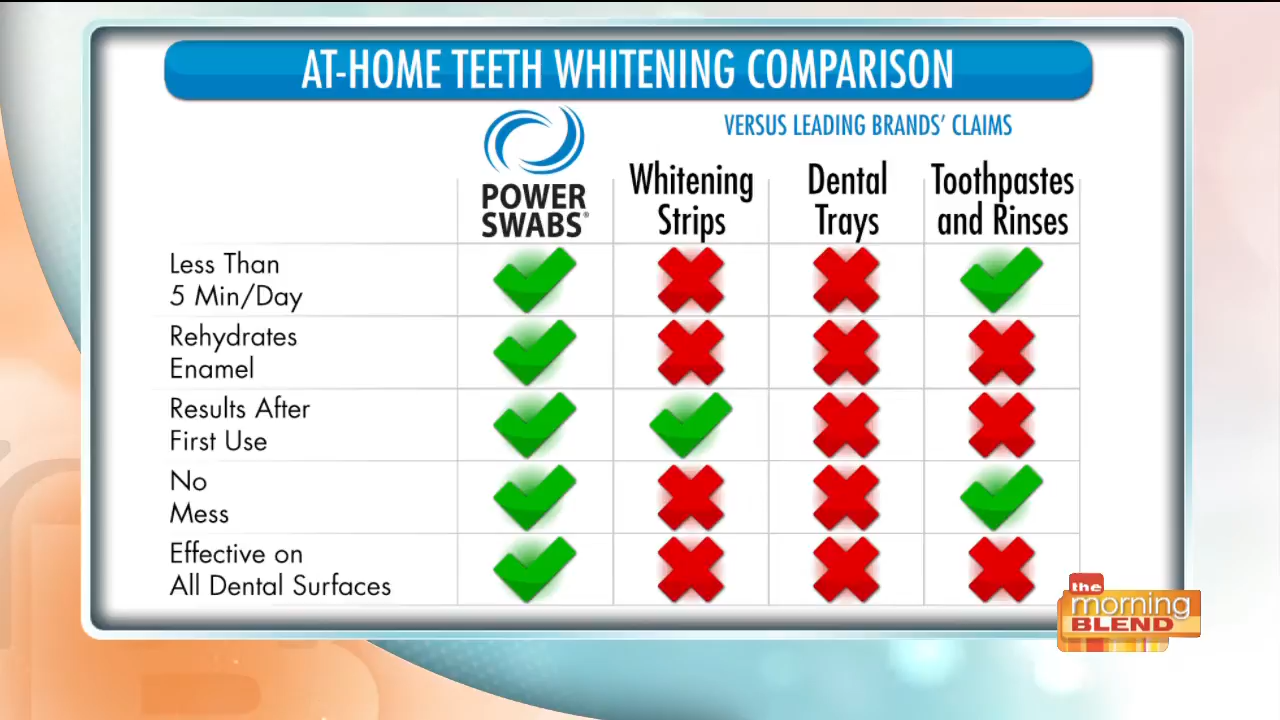 AT-HOME TEETH WHITENING COMPARISON
VERSUS LEADING BRANDS' CLAIMS
POWER
SWABS®
Whitening
Strips
Dental
Trays
Toothpastes
and Rinses
Less Than
5 Min/Day
Rehydrates
Enamel
Results After
First Use
No
Mess
Effective on
All Dental Surfaces
the
morning
BLEND